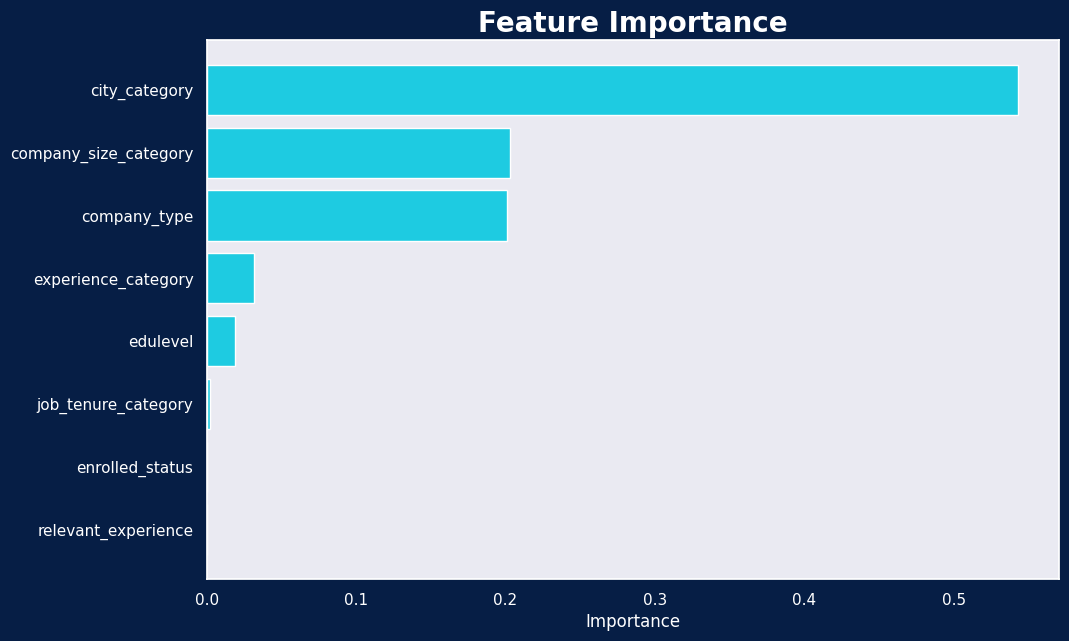 Feature Importance
city_category
company_size_category
company_type
experience_category
edulevel
job_tenure_category
enrolled_status
relevant_experience
0.0 0.1 0.2 0.3 0.4 0.5
Importance